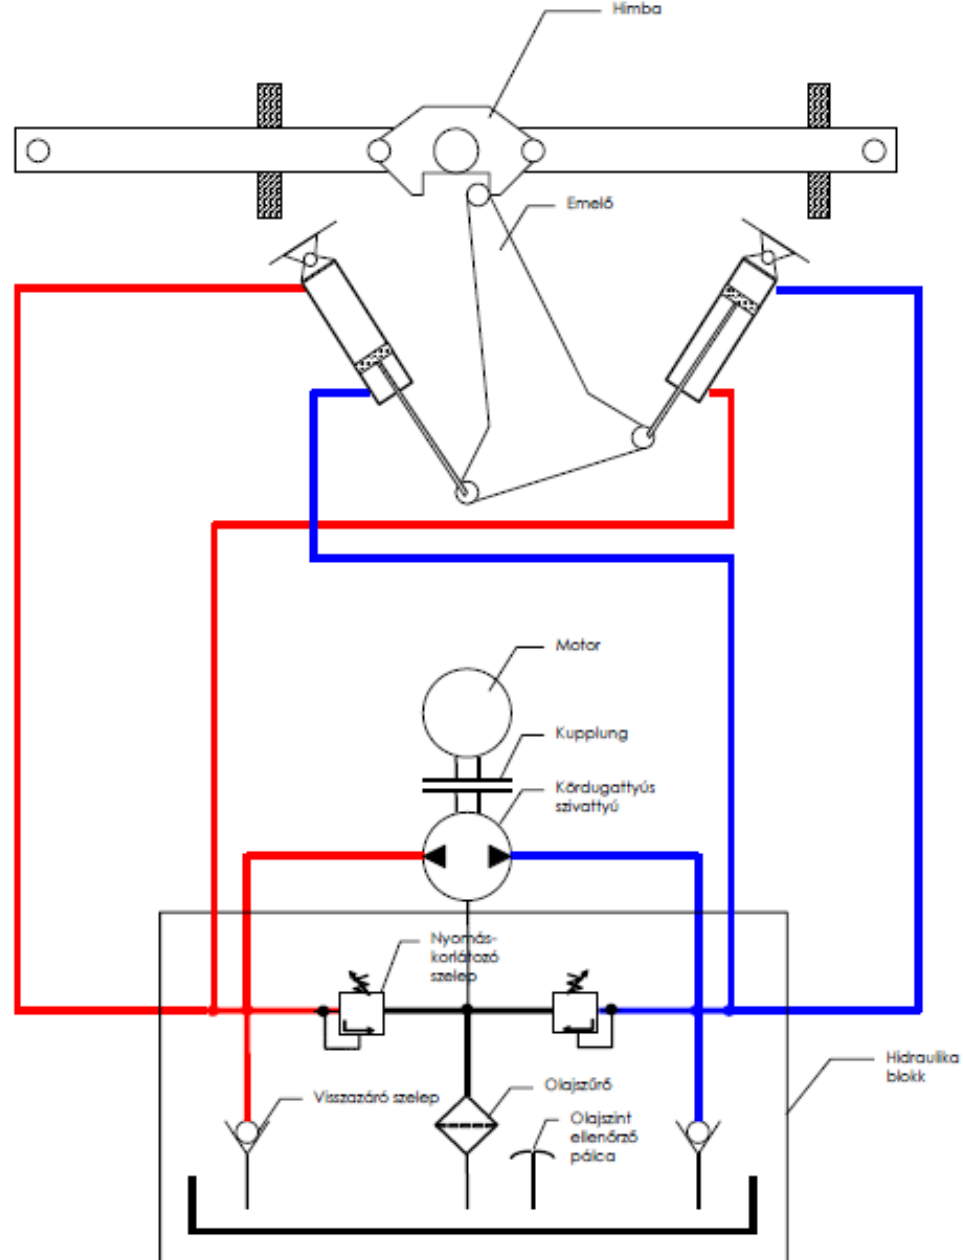 Himba
Emelő
Motor
Kupplung
Kördugattyús
szivattyú
Nyomás-
korlátozó
szelep
Olajszűrő
Visszazáró szelep
Olajszint
ellenőrző
pálca
Hidraulika
blokk